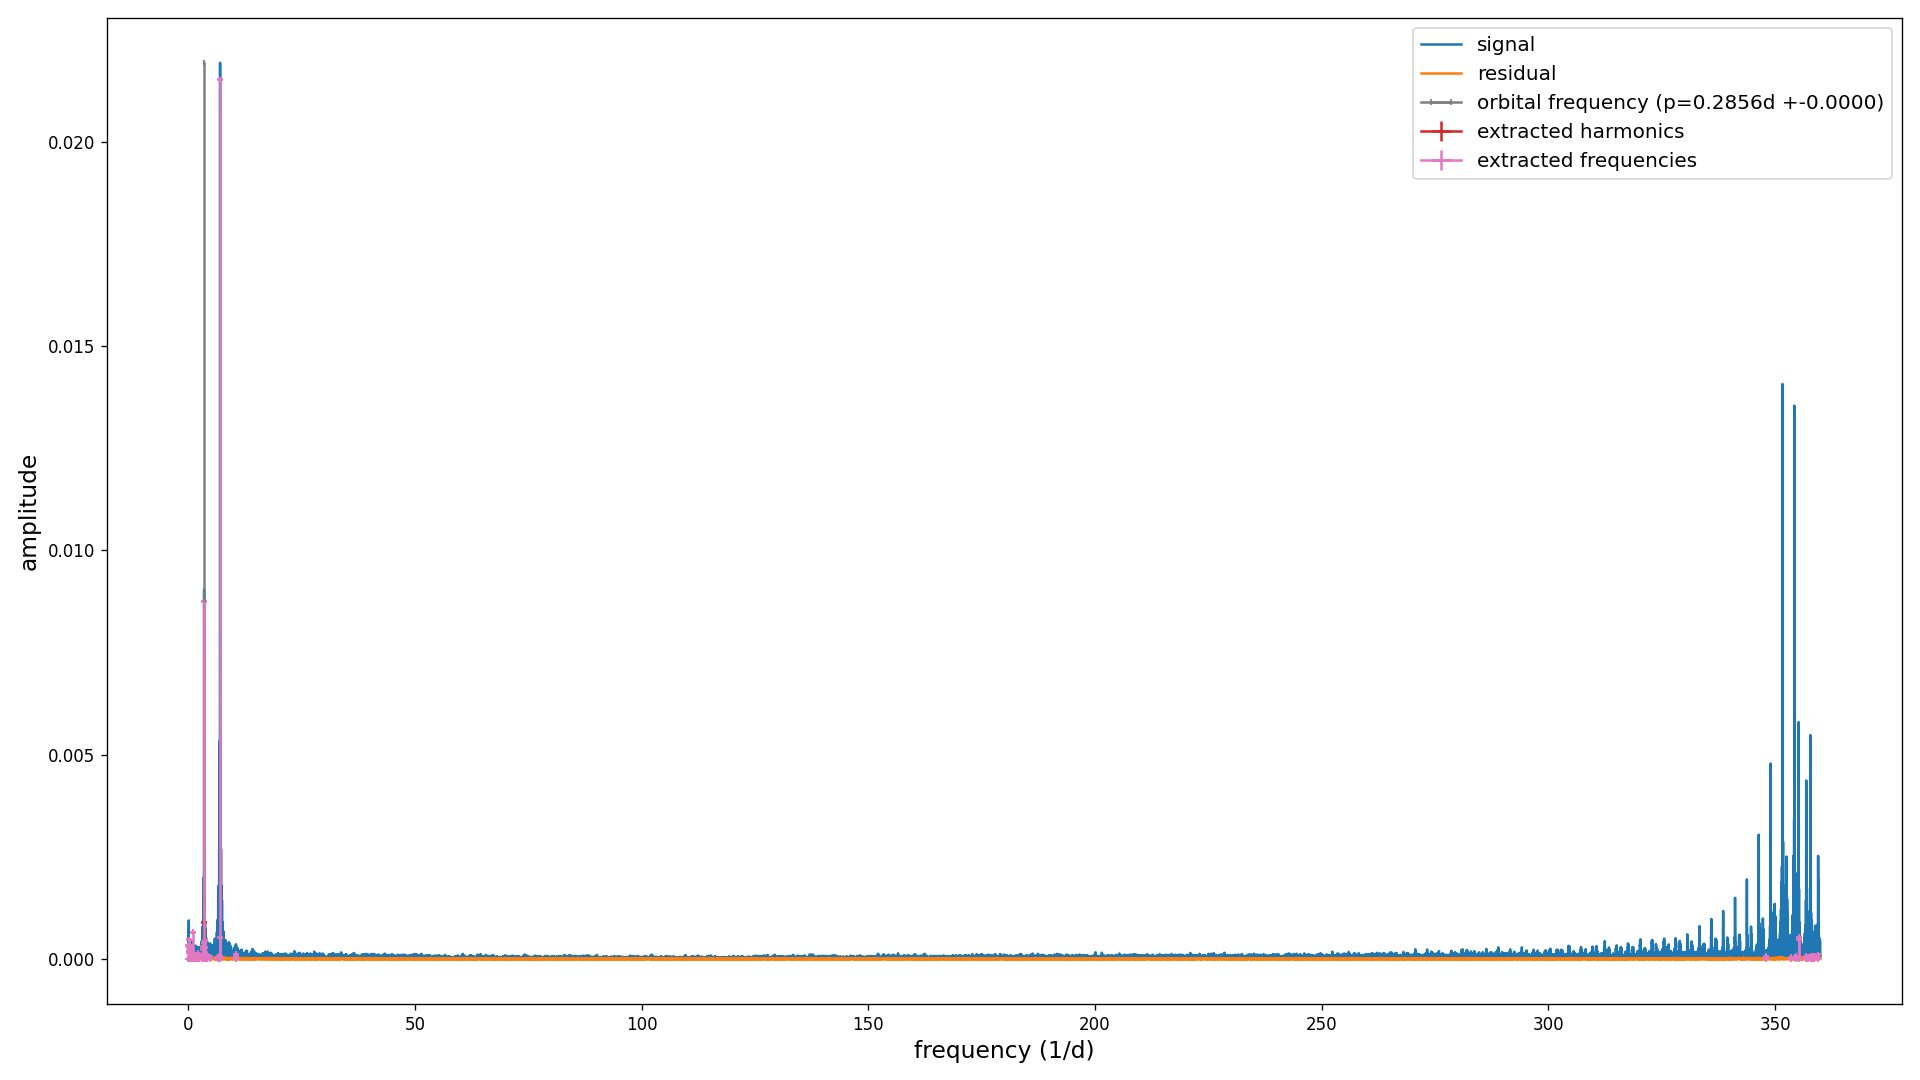 signal
residual
orbital frequency (p=0.2856d +-0.0000)
extracted harmonics
extracted frequencies
0.020
0.015
0.010
0.005
0.000
amplitude
0 50 100 150 200 250 300 350
frequency (1/d)